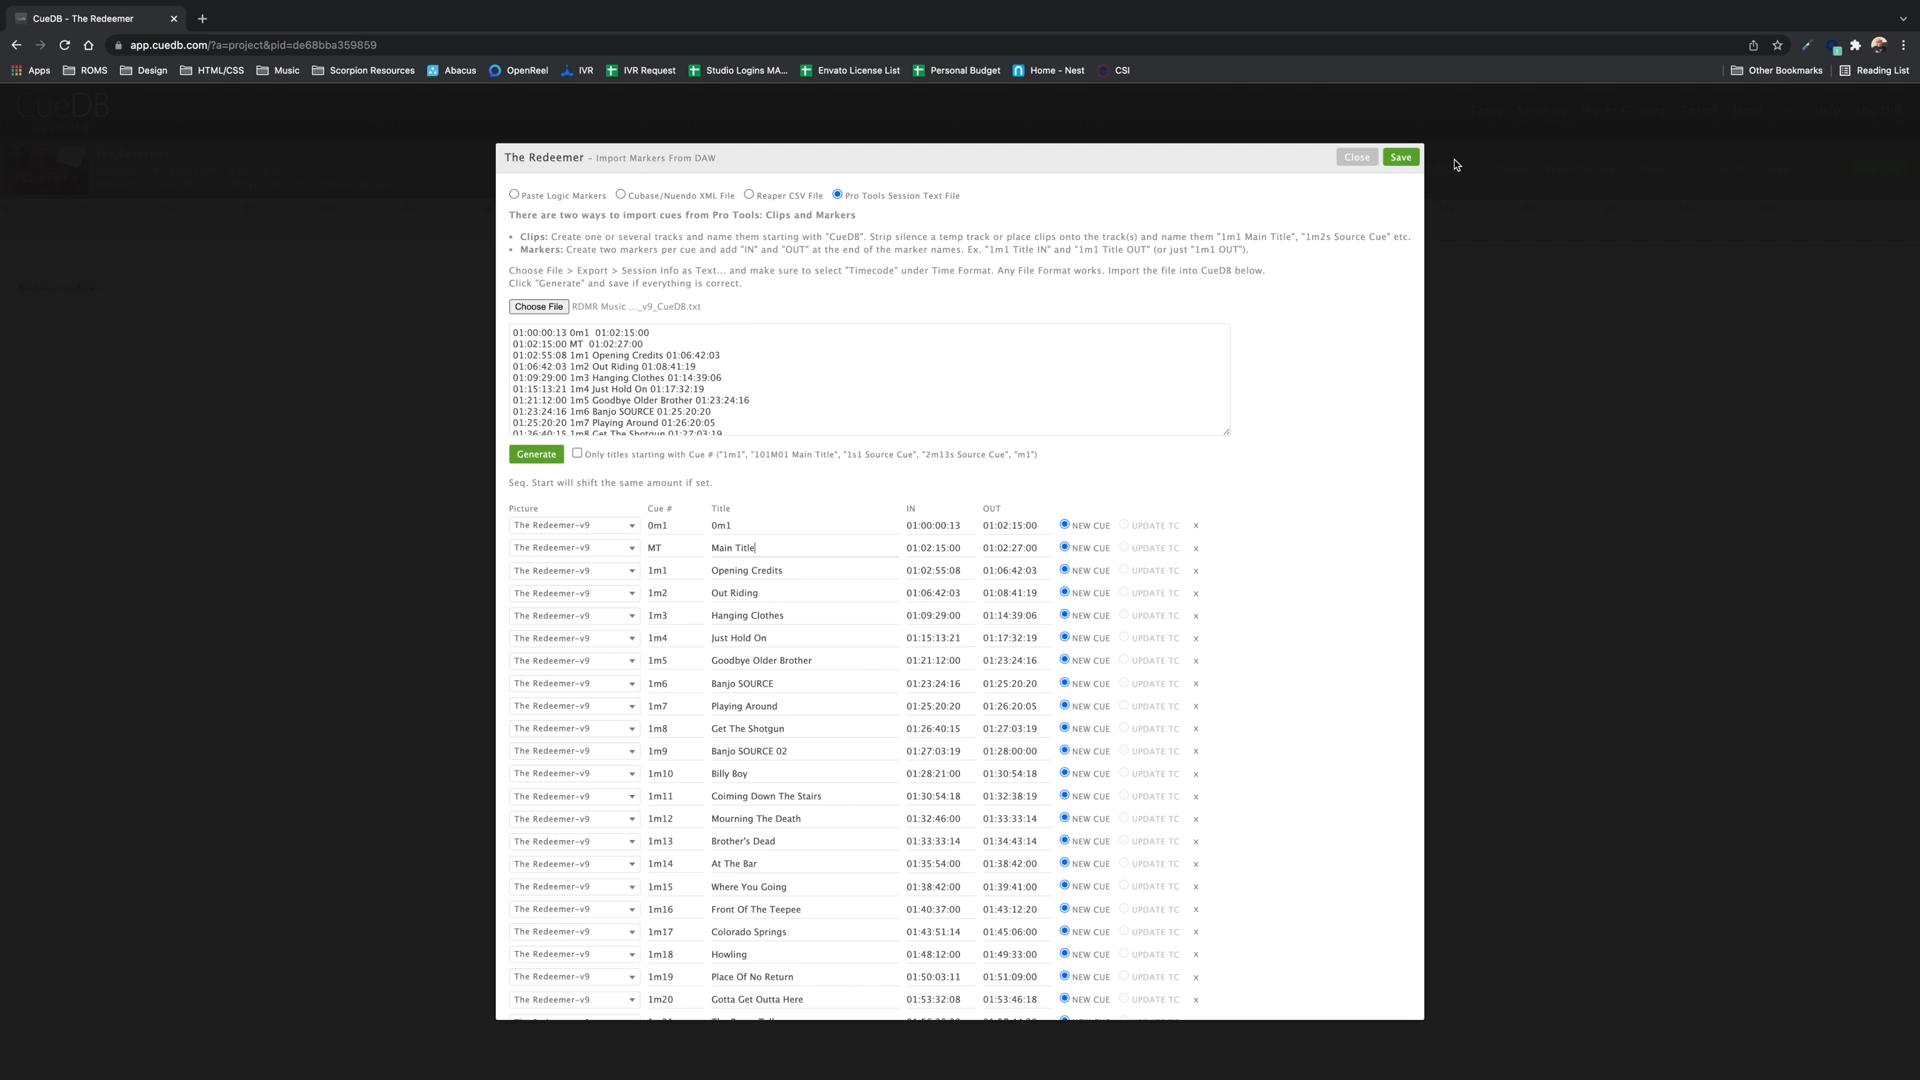 CueDB - The Redeemer
app.cuedb.com/?a=project&pid=de68bba359859
Apps ROMS Design HTML/CSS Music Scorpion Resources Abacus OpenReel IVR IVR Request Studio Logins MA... Envato License List Personal Budget Home - Nest CSI Other Bookmarks Reading List
CueDB
The Redeemer – Import Markers From DAW Close Save
Paste Logic Markers Cubase/Nuendo XML File Reaper CSV File Pro Tools Session Text File
There are two ways to import cues from Pro Tools: Clips and Markers
• Clips: Create one or several tracks and name them starting with "CueDB". Strip silence a temp track or place clips onto the track(s) and name them "1m1 Main Title", "1m2s Source Cue" etc.
• Markers: Create two markers per cue and add "IN" and "OUT" at the end of the marker names. Ex. "1m1 Title IN" and "1m1 Title OUT" (or just "1m1 OUT").
Choose File > Export > Session Info as Text... and make sure to select "Timecode" under Time Format. Any File Format works. Import the file into CueDB below.
Click "Generate" and save if everything is correct.
Choose File RDMR Music ..._v9_CueDB.txt
01:00:00:13 0m1 01:02:15:00
01:02:15:00 MT 01:02:27:00
01:02:55:08 1m1 Opening Credits 01:06:42:03
01:06:42:03 1m2 Out Riding 01:08:41:19
01:09:29:00 1m3 Hanging Clothes 01:14:39:06
01:15:13:21 1m4 Just Hold On 01:17:32:19
01:21:12:00 1m5 Goodbye Older Brother 01:23:24:16
01:23:24:16 1m6 Banjo SOURCE 01:25:20:20
01:25:20:20 1m7 Playing Around 01:26:20:05
01:26:40:15 1m8 Get The Shotgun 01:27:03:19
Generate Only titles starting with Cue # ("1m1", "101M01 Main Title", "1s1 Source Cue", "2m13s Source Cue", "m1")
Seq. Start will shift the same amount if set.
Picture Cue # Title IN OUT
The Redeemer-v9 0m1 0m1 01:00:00:13 01:02:15:00 NEW CUE UPDATE TC x
The Redeemer-v9 MT Main Title 01:02:15:00 01:02:27:00 NEW CUE UPDATE TC x
The Redeemer-v9 1m1 Opening Credits 01:02:55:08 01:06:42:03 NEW CUE UPDATE TC x
The Redeemer-v9 1m2 Out Riding 01:06:42:03 01:08:41:19 NEW CUE UPDATE TC x
The Redeemer-v9 1m3 Hanging Clothes 01:09:29:00 01:14:39:06 NEW CUE UPDATE TC x
The Redeemer-v9 1m4 Just Hold On 01:15:13:21 01:17:32:19 NEW CUE UPDATE TC x
The Redeemer-v9 1m5 Goodbye Older Brother 01:21:12:00 01:23:24:16 NEW CUE UPDATE TC x
The Redeemer-v9 1m6 Banjo SOURCE 01:23:24:16 01:25:20:20 NEW CUE UPDATE TC x
The Redeemer-v9 1m7 Playing Around 01:25:20:20 01:26:20:05 NEW CUE UPDATE TC x
The Redeemer-v9 1m8 Get The Shotgun 01:26:40:15 01:27:03:19 NEW CUE UPDATE TC x
The Redeemer-v9 1m9 Banjo SOURCE 02 01:27:03:19 01:28:00:00 NEW CUE UPDATE TC x
The Redeemer-v9 1m10 Billy Boy 01:28:21:00 01:30:54:18 NEW CUE UPDATE TC x
The Redeemer-v9 1m11 Coiming Down The Stairs 01:30:54:18 01:32:38:19 NEW CUE UPDATE TC x
The Redeemer-v9 1m12 Mourning The Death 01:32:46:00 01:33:33:14 NEW CUE UPDATE TC x
The Redeemer-v9 1m13 Brother's Dead 01:33:33:14 01:34:43:14 NEW CUE UPDATE TC x
The Redeemer-v9 1m14 At The Bar 01:35:54:00 01:38:42:00 NEW CUE UPDATE TC x
The Redeemer-v9 1m15 Where You Going 01:38:42:00 01:39:41:00 NEW CUE UPDATE TC x
The Redeemer-v9 1m16 Front Of The Teepee 01:40:37:00 01:43:12:20 NEW CUE UPDATE TC x
The Redeemer-v9 1m17 Colorado Springs 01:43:51:14 01:45:06:00 NEW CUE UPDATE TC x
The Redeemer-v9 1m18 Howling 01:48:12:00 01:49:33:00 NEW CUE UPDATE TC x
The Redeemer-v9 1m19 Place Of No Return 01:50:03:11 01:51:09:00 NEW CUE UPDATE TC x
The Redeemer-v9 1m20 Gotta Get Outta Here 01:53:32:08 01:53:46:18 NEW CUE UPDATE TC x